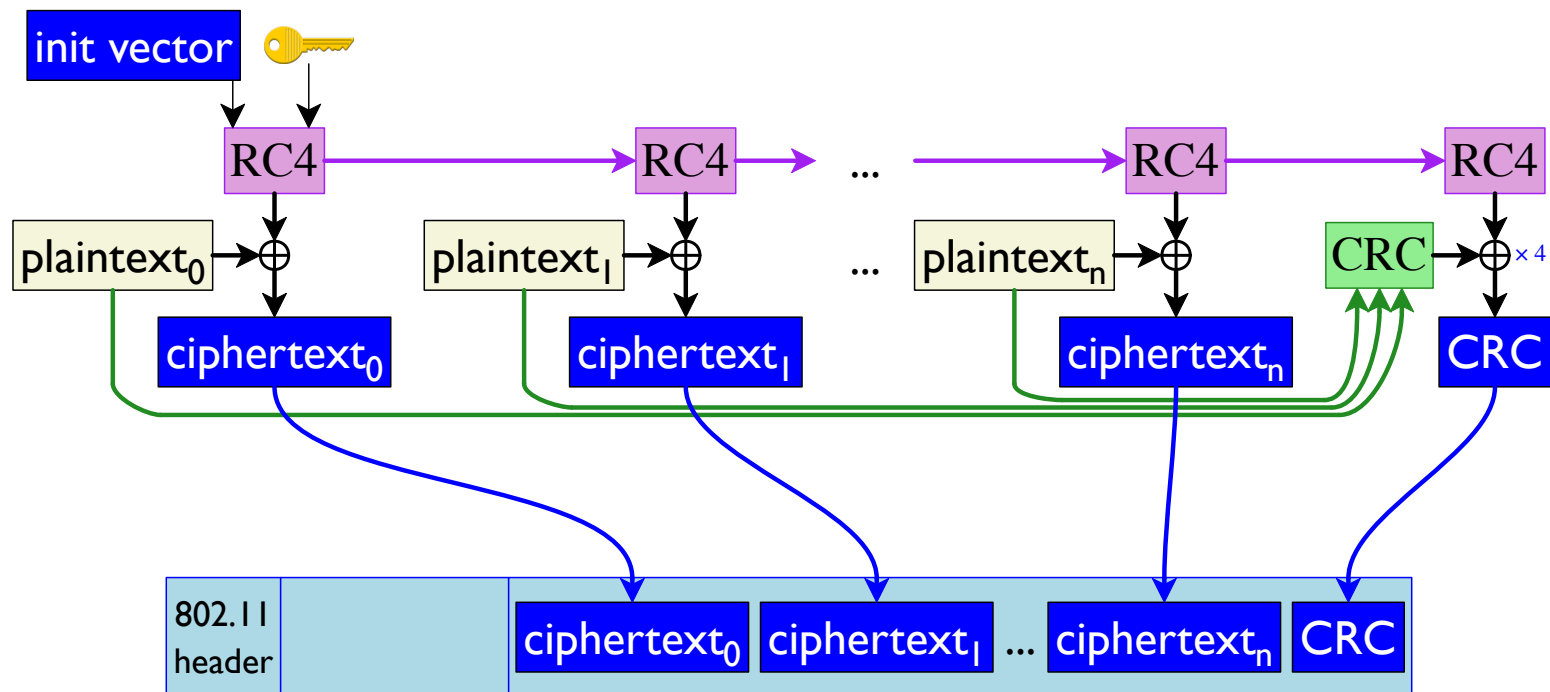 init vector
RC4 RC4 ... RC4 RC4
plaintext₀ plaintext₁ ... plaintextₙ CRC × 4
ciphertext₀ ciphertext₁ ciphertextₙ CRC
802.11
header
ciphertext₀ ciphertext₁ ... ciphertextₙ CRC